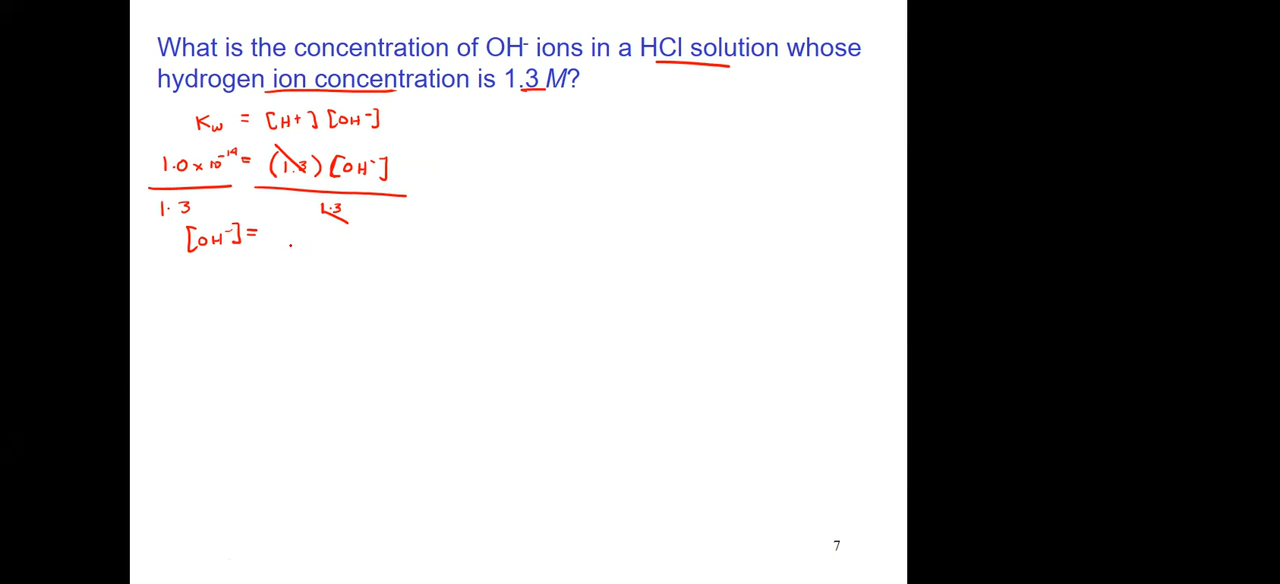 What is the concentration of OH⁻ ions in a HCl solution whose
hydrogen ion concentration is 1.3 M?
Kw = [H+] [OH⁻]
1.0 × 10⁻¹⁴ = (1.3) [OH⁻]
1.3 1.3
[OH⁻] =
7